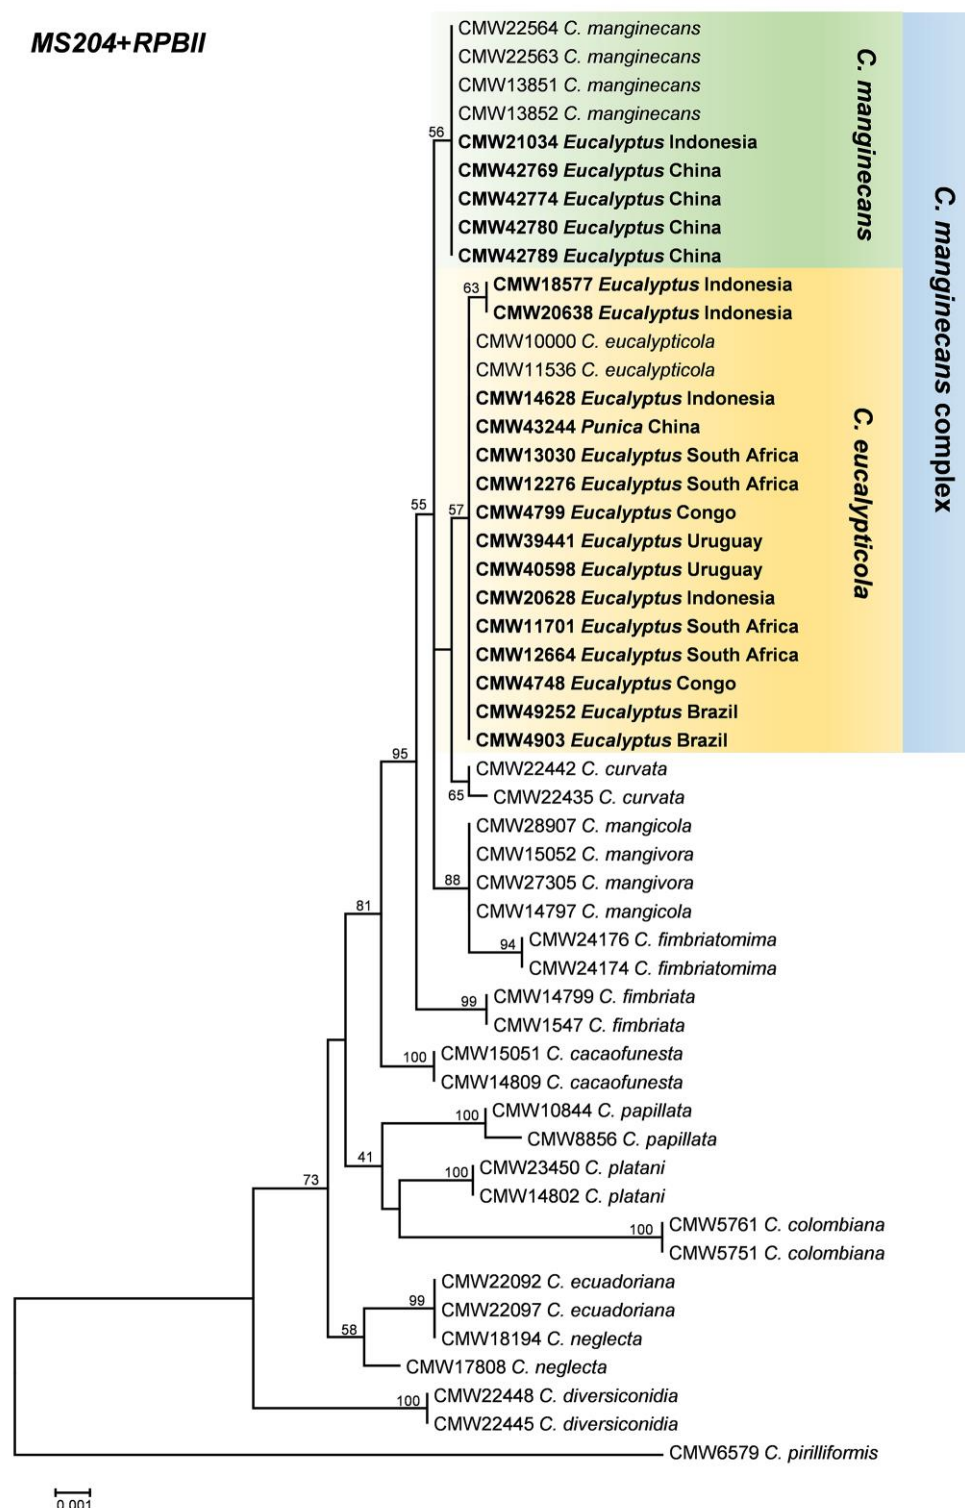 MS204+RPBII
CMW22564 C. manginecans
CMW22563 C. manginecans
CMW13851 C. manginecans
CMW13852 C. manginecans
56
CMW21034 Eucalyptus Indonesia
CMW42769 Eucalyptus China
CMW42774 Eucalyptus China
CMW42780 Eucalyptus China
CMW42789 Eucalyptus China
C. manginecans
C. manginecans complex
63
CMW18577 Eucalyptus Indonesia
CMW20638 Eucalyptus Indonesia
CMW10000 C. eucalypticola
CMW11536 C. eucalypticola
CMW14628 Eucalyptus Indonesia
CMW43244 Punica China
CMW13030 Eucalyptus South Africa
CMW12276 Eucalyptus South Africa
55
57
CMW4799 Eucalyptus Congo
CMW39441 Eucalyptus Uruguay
CMW40598 Eucalyptus Uruguay
CMW20628 Eucalyptus Indonesia
CMW11701 Eucalyptus South Africa
CMW12664 Eucalyptus South Africa
CMW4748 Eucalyptus Congo
CMW49252 Eucalyptus Brazil
CMW4903 Eucalyptus Brazil
C. eucalypticola
95
CMW22442 C. curvata
65
CMW22435 C. curvata
CMW28907 C. mangicola
CMW15052 C. mangivora
88
CMW27305 C. mangivora
CMW14797 C. mangicola
81
94
CMW24176 C. fimbriatomima
CMW24174 C. fimbriatomima
99
CMW14799 C. fimbriata
CMW1547 C. fimbriata
100
CMW15051 C. cacaofunesta
CMW14809 C. cacaofunesta
100
CMW10844 C. papillata
CMW8856 C. papillata
41
100
CMW23450 C. platani
73
CMW14802 C. platani
100
CMW5761 C. colombiana
CMW5751 C. colombiana
99
CMW22092 C. ecuadoriana
CMW22097 C. ecuadoriana
58
CMW18194 C. neglecta
CMW17808 C. neglecta
100
CMW22448 C. diversiconidia
CMW22445 C. diversiconidia
CMW6579 C. pirilliformis
0.001